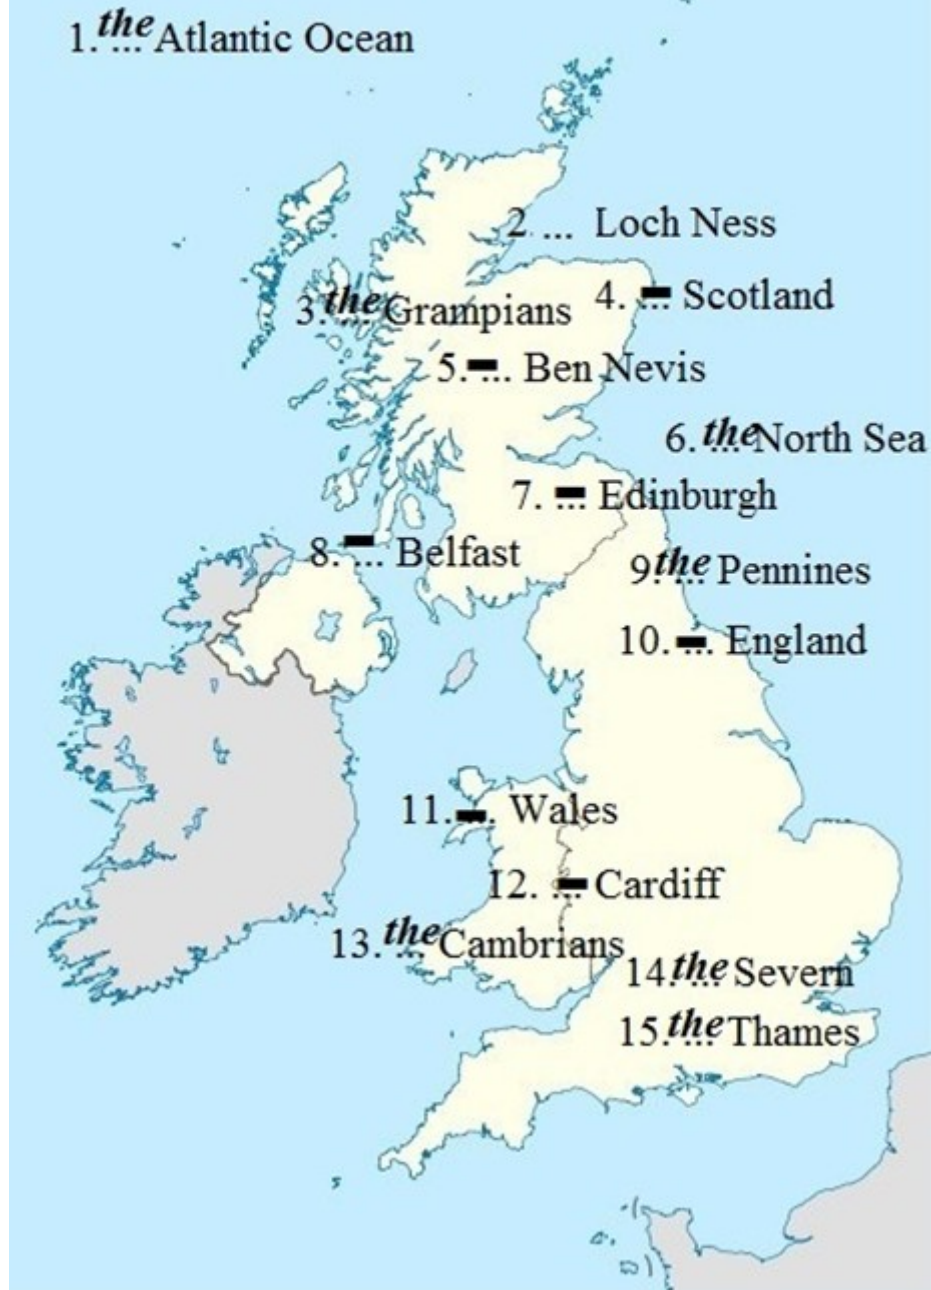 1. the ... Atlantic Ocean
2 ... Loch Ness
4. ... Scotland
3. the ... Grampians
5. ... Ben Nevis
6. the ... North Sea
7. ... Edinburgh
8. ... Belfast
9. the ... Pennines
10. ... England
11. ... Wales
12. ... Cardiff
13. the ... Cambrians
14. the ... Severn
15. the ... Thames